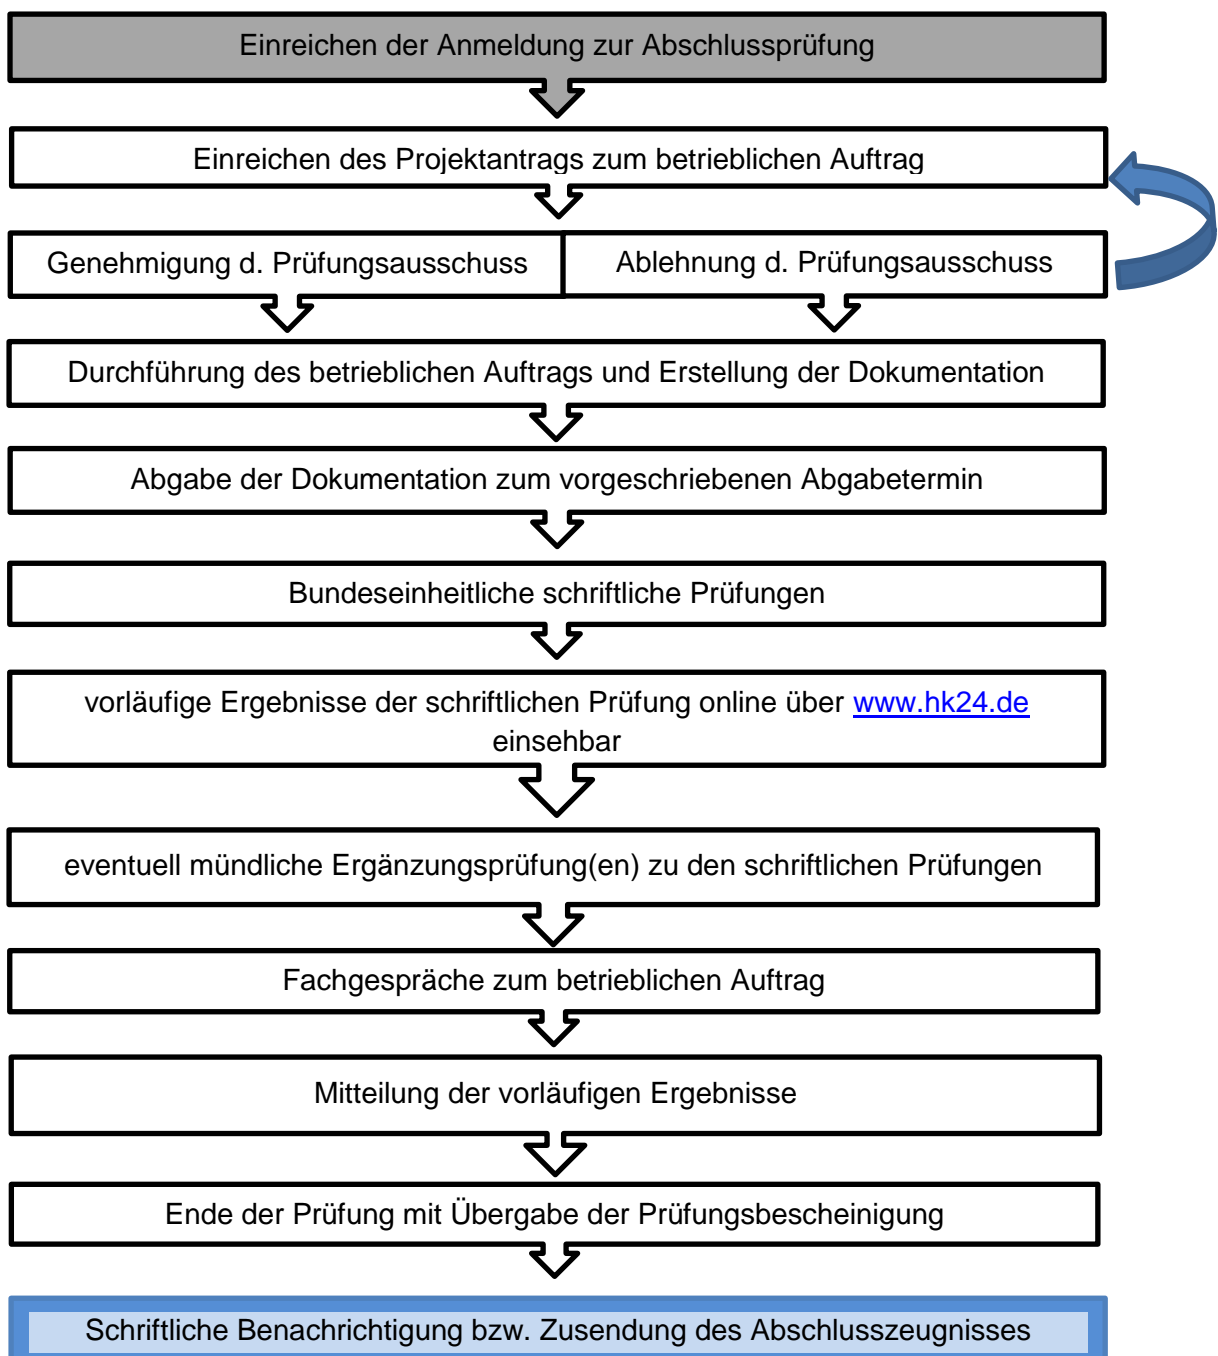 Einreichen der Anmeldung zur Abschlussprüfung
Einreichen des Projektantrags zum betrieblichen Auftrag
Genehmigung d. Prüfungsausschuss
Ablehnung d. Prüfungsausschuss
Durchführung des betrieblichen Auftrags und Erstellung der Dokumentation
Abgabe der Dokumentation zum vorgeschriebenen Abgabetermin
Bundeseinheitliche schriftliche Prüfungen
vorläufige Ergebnisse der schriftlichen Prüfung online über www.hk24.de
einsehbar
eventuell mündliche Ergänzungsprüfung(en) zu den schriftlichen Prüfungen
Fachgespräche zum betrieblichen Auftrag
Mitteilung der vorläufigen Ergebnisse
Ende der Prüfung mit Übergabe der Prüfungsbescheinigung
Schriftliche Benachrichtigung bzw. Zusendung des Abschlusszeugnisses